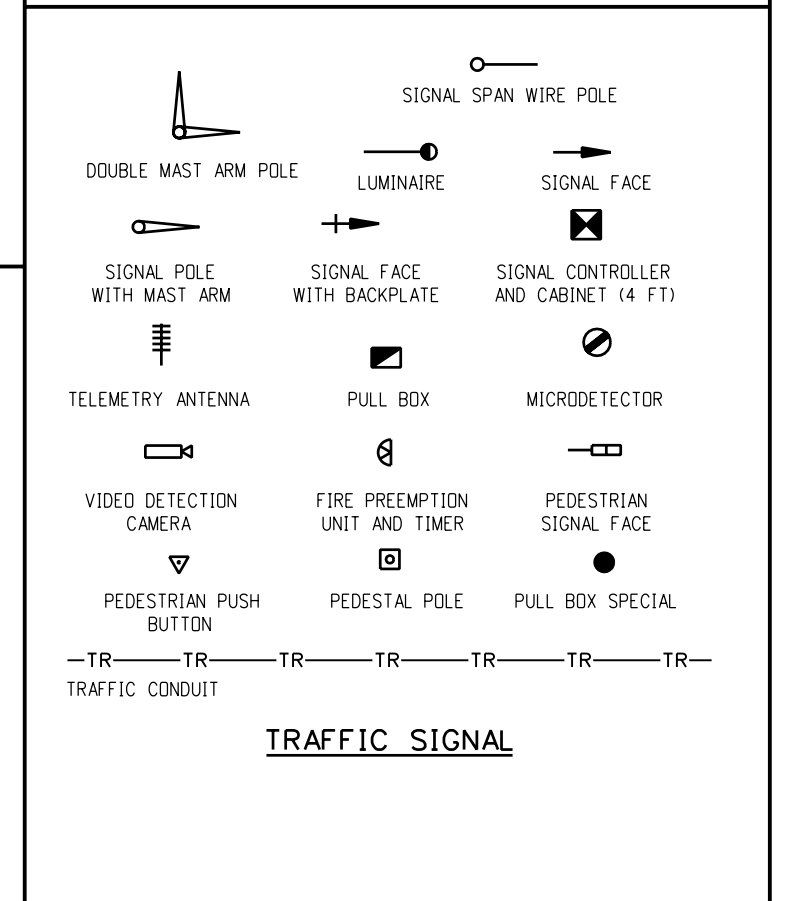 SIGNAL SPAN WIRE POLE
DOUBLE MAST ARM POLE
LUMINAIRE
SIGNAL FACE
SIGNAL POLE
WITH MAST ARM
SIGNAL FACE
WITH BACKPLATE
SIGNAL CONTROLLER
AND CABINET (4 FT)
TELEMETRY ANTENNA
PULL BOX
MICRODETECTOR
VIDEO DETECTION
CAMERA
FIRE PREEMPTION
UNIT AND TIMER
PEDESTRIAN
SIGNAL FACE
PEDESTRIAN PUSH
BUTTON
PEDESTAL POLE
PULL BOX SPECIAL
TR TR TR TR TR TR TR
TRAFFIC CONDUIT
TRAFFIC SIGNAL